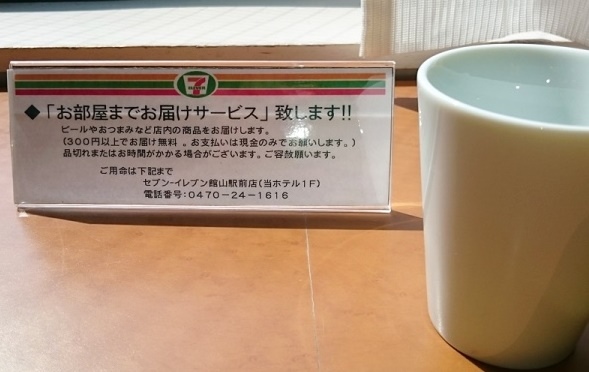 7
ELEVEN
◆「お部屋までお届けサービス」致します!!
ビールやおつまみなど店内の商品をお届けします。
(300円以上でお届け無料 。お支払いは現金のみでお願いします。)
品切れまたはお時間がかかる場合がございます。ご容赦願います。
ご用命は下記まで
セブン-イレブン館山駅前店(当ホテル1F)
電話番号:0470-24-1616